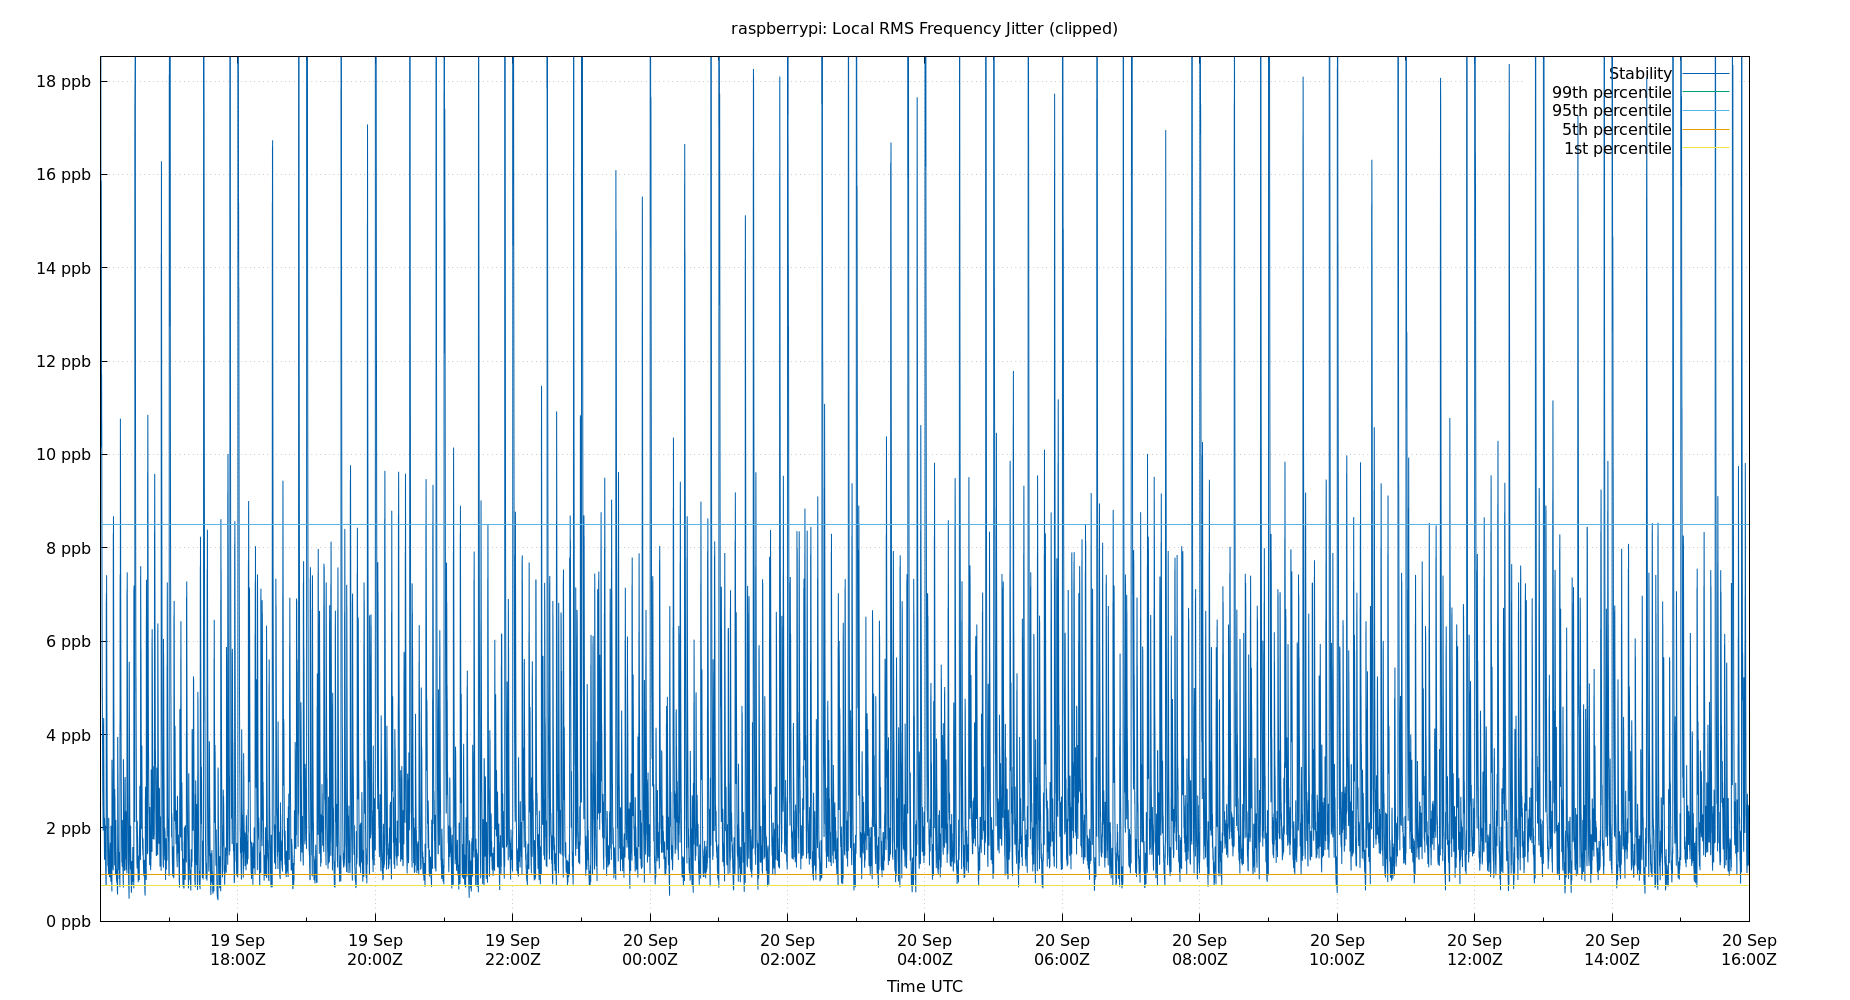 raspberrypi: Local RMS Frequency Jitter (clipped)
18 ppb
16 ppb
14 ppb
12 ppb
10 ppb
8 ppb
6 ppb
4 ppb
2 ppb
0 ppb
Stability
99th percentile
95th percentile
5th percentile
1st percentile
19 Sep
18:00Z
19 Sep
20:00Z
19 Sep
22:00Z
20 Sep
00:00Z
20 Sep
02:00Z
20 Sep
04:00Z
20 Sep
06:00Z
20 Sep
08:00Z
20 Sep
10:00Z
20 Sep
12:00Z
20 Sep
14:00Z
20 Sep
16:00Z
Time UTC